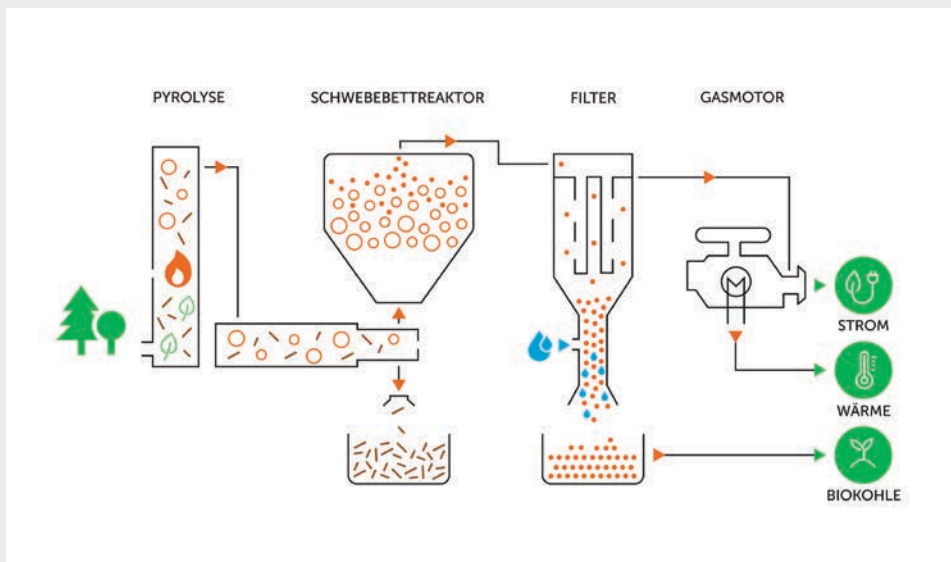 PYROLYSE
SCHWEBEBETTREAKTOR
FILTER
GASMOTOR
STROM
WÄRME
BIOKOHLE